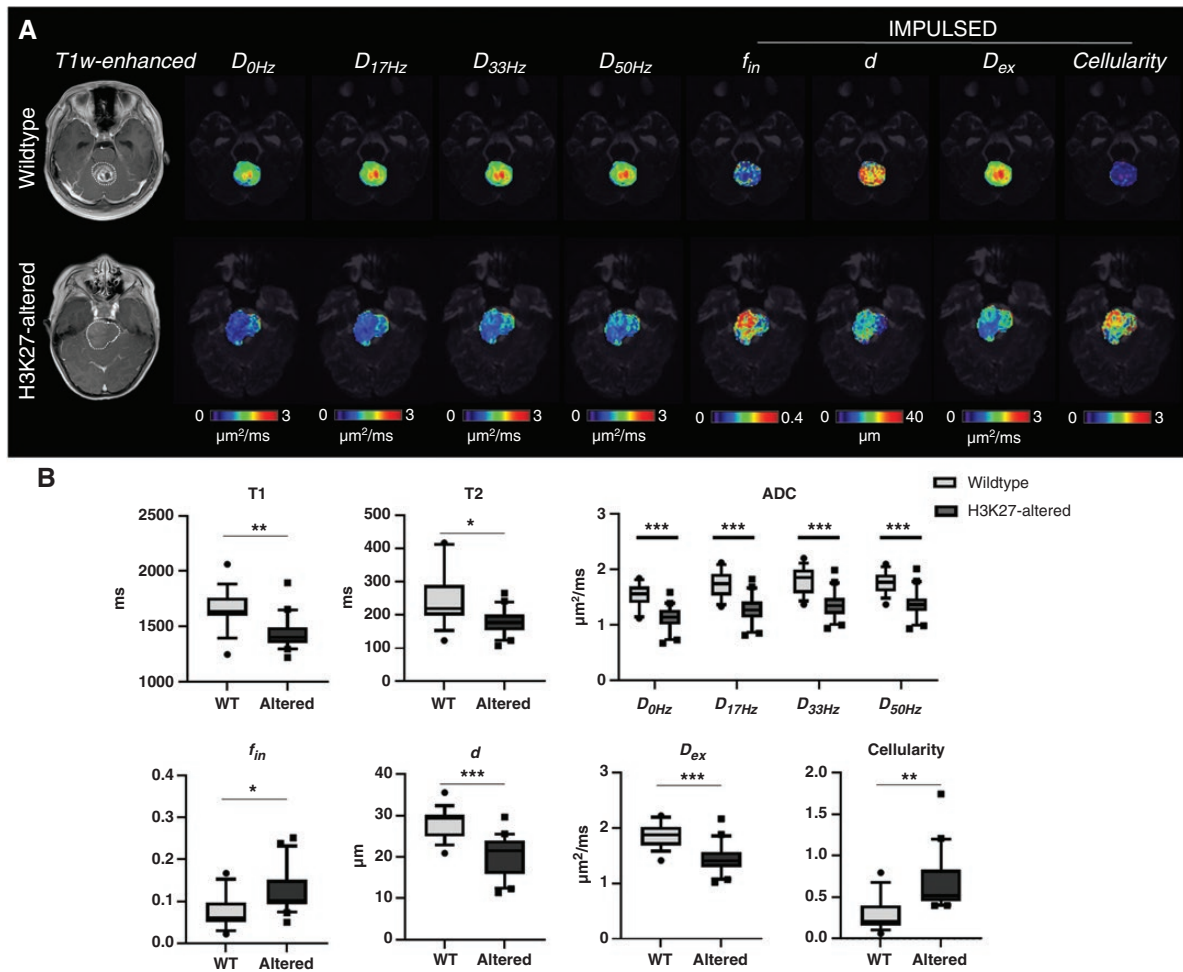 A
IMPULSED
T1w-enhanced D0Hz D17Hz D33Hz D50Hz fin d Dex Cellularity
Wildtype
H3K27-altered
0 3 0 3 0 3 0 3 0 0.4 0 40 0 3 0 3
µm²/ms µm²/ms µm²/ms µm²/ms µm µm²/ms
B
T1 T2 ADC
Wildtype
H3K27-altered
ms
2500
2000
1500
1000
**
WT Altered
ms
500
400
300
200
100
0
*
WT Altered
µm²/ms
3
2
1
0
*** *** *** ***
D0Hz D17Hz D33Hz D50Hz
fin d Dex Cellularity
0.4
0.3
0.2
0.1
0.0
*
WT Altered
µm
40
30
20
10
0
***
WT Altered
µm²/ms
3
2
1
0
***
WT Altered
2.0
1.5
1.0
0.5
0.0
**
WT Altered